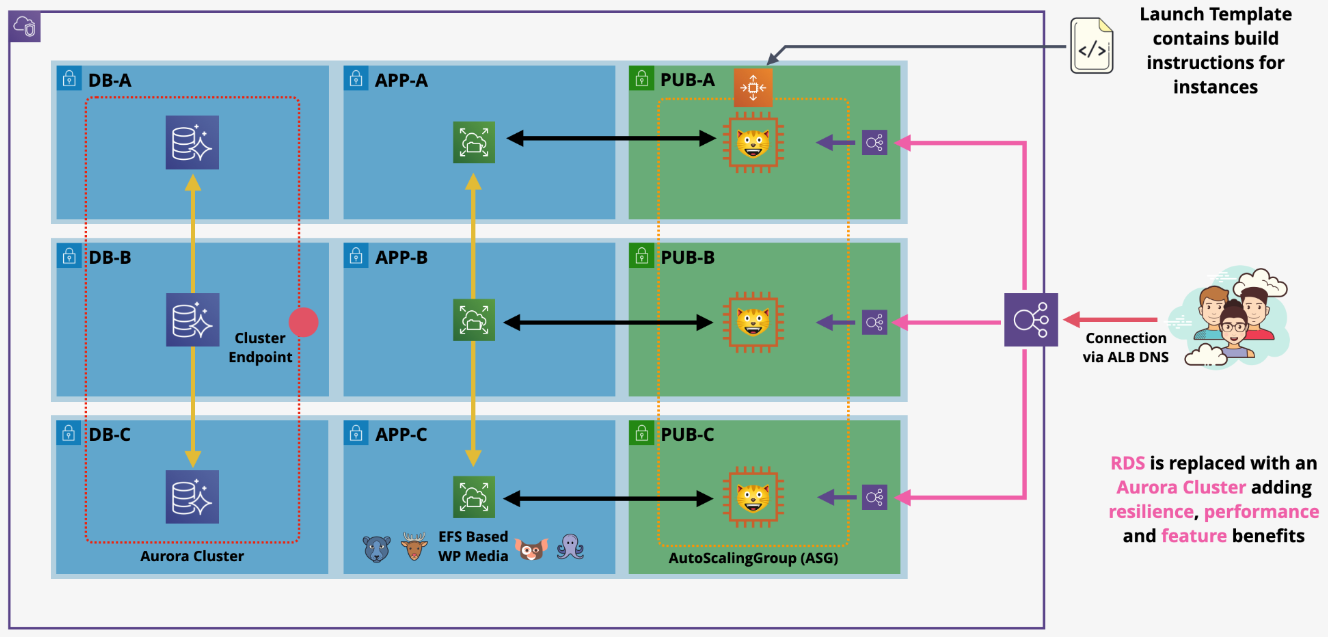 Launch Template
contains build
instructions for
instances
</>
DB-A
APP-A
PUB-A
DB-B
APP-B
PUB-B
Cluster
Endpoint
Connection
via ALB DNS
DB-C
APP-C
PUB-C
RDS is replaced with an
Aurora Cluster adding
resilience, performance
and feature benefits
EFS Based
WP Media
Aurora Cluster
AutoScalingGroup (ASG)